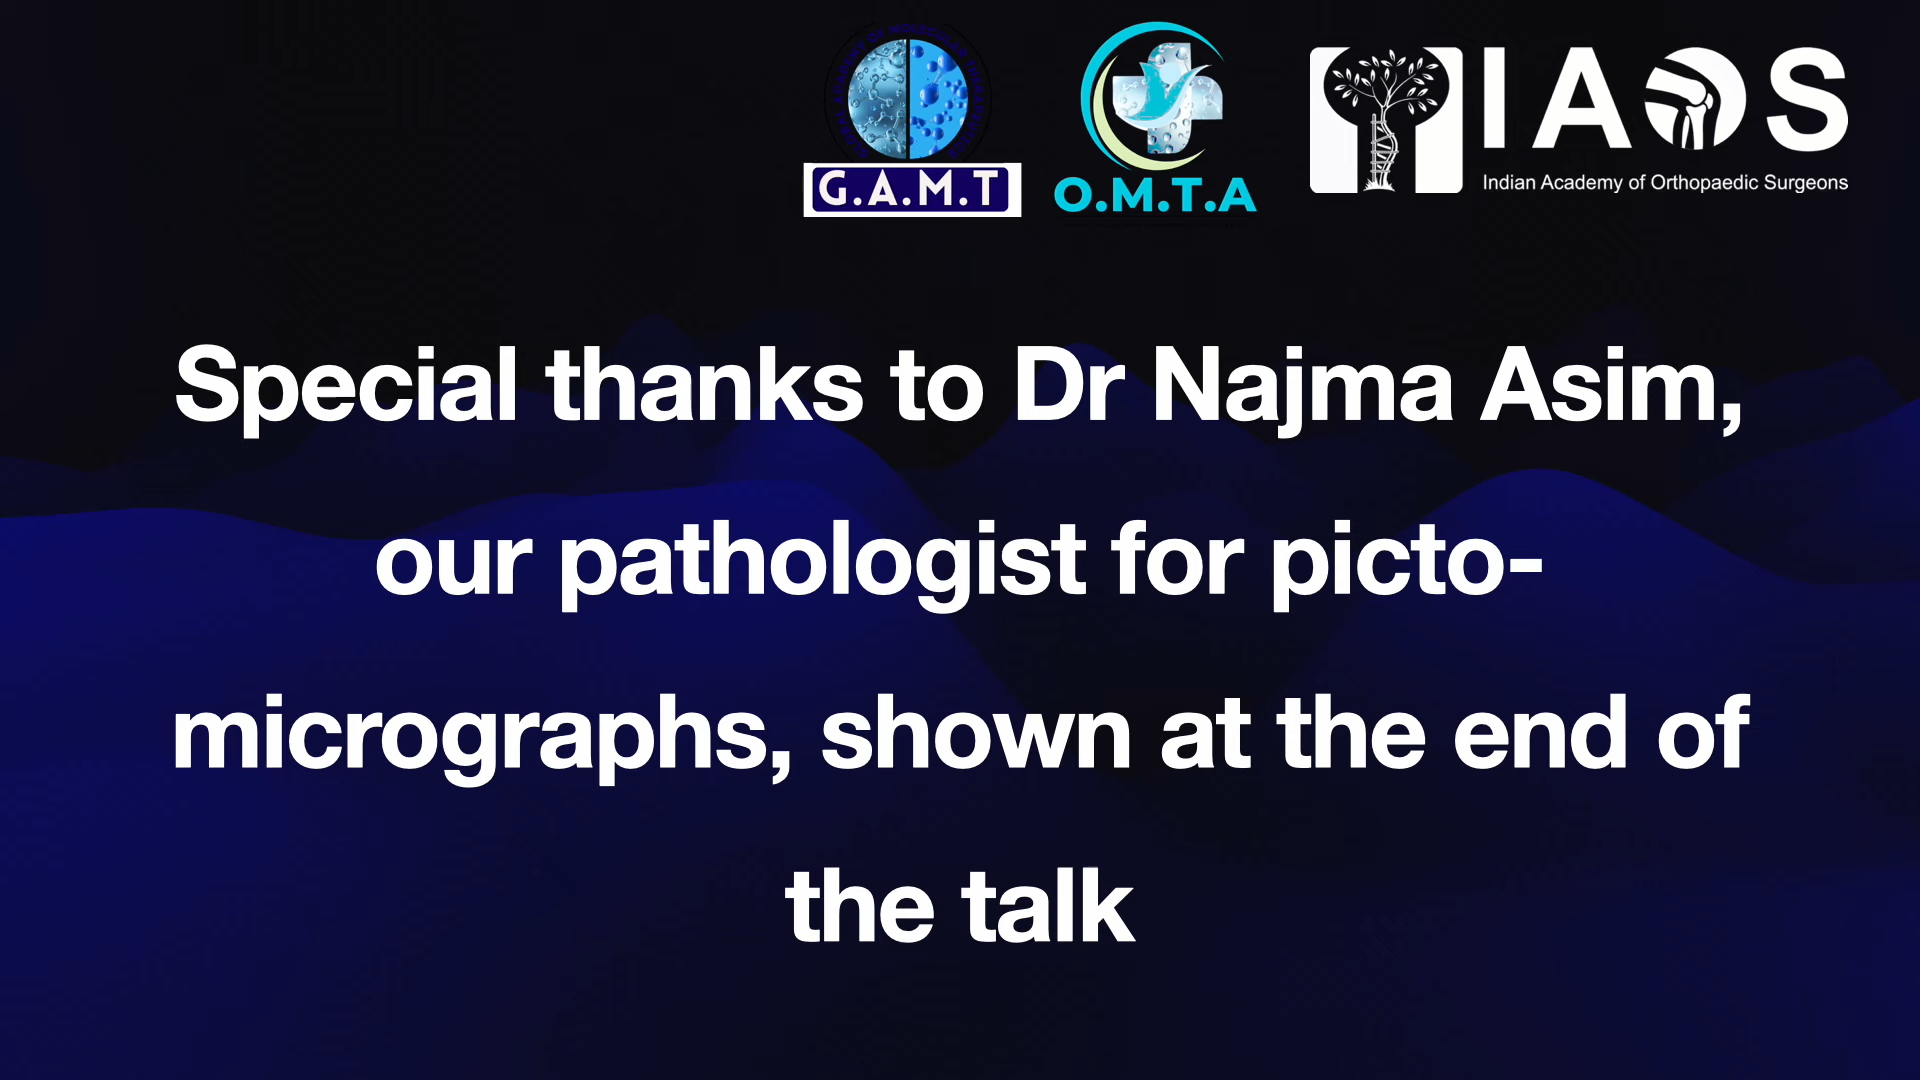 G.A.M.T
O.M.T.A
IAOS
Indian Academy of Orthopaedic Surgeons
Special thanks to Dr Najma Asim,
our pathologist for picto-
micrographs, shown at the end of
the talk